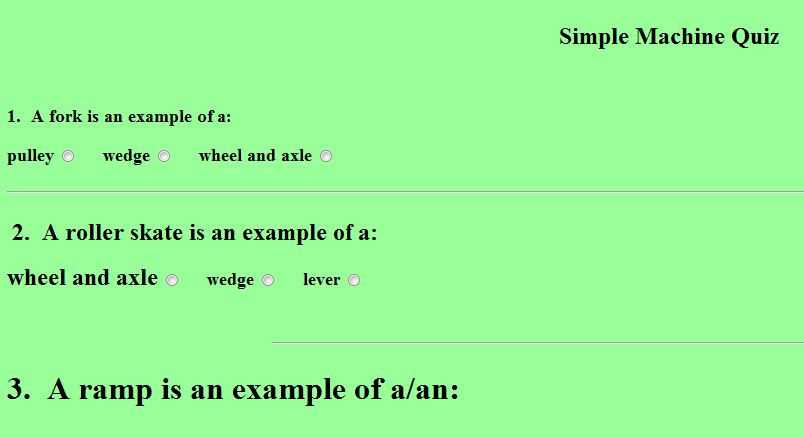 Simple Machine Quiz
1. A fork is an example of a:
pulley wedge wheel and axle
2. A roller skate is an example of a:
wheel and axle wedge lever
3. A ramp is an example of a/an: